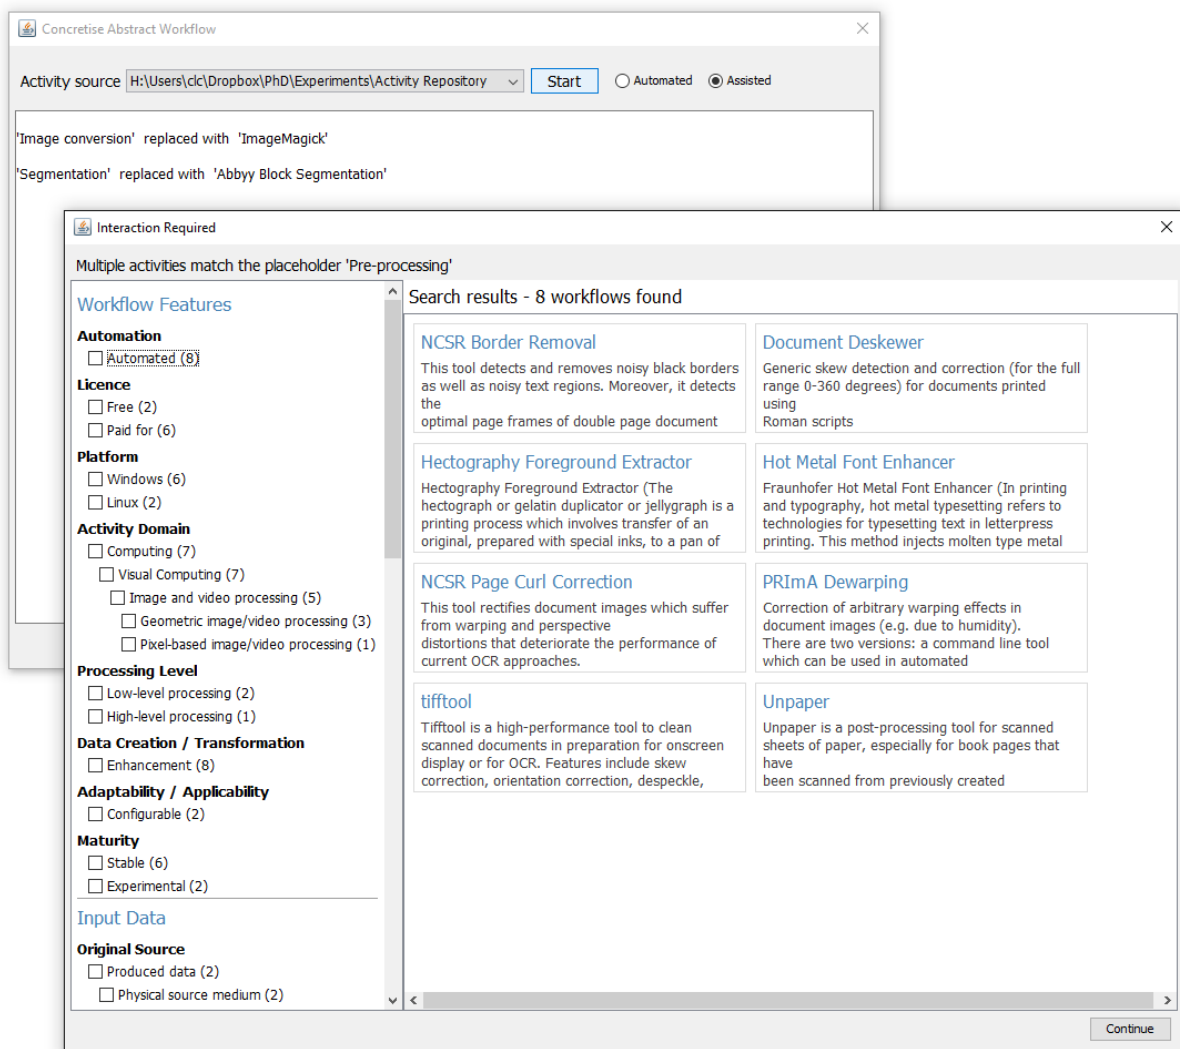 Concretise Abstract Workflow
Activity source H:\Users\clc\Dropbox\PhD\Experiments\Activity Repository Start Automated Assisted
'Image conversion' replaced with 'ImageMagick'
'Segmentation' replaced with 'Abbyy Block Segmentation'
Interaction Required
Multiple activities match the placeholder 'Pre-processing'
Workflow Features
Automation
Automated (8)
Licence
Free (2)
Paid for (6)
Platform
Windows (6)
Linux (2)
Activity Domain
Computing (7)
Visual Computing (7)
Image and video processing (5)
Geometric image/video processing (3)
Pixel-based image/video processing (1)
Processing Level
Low-level processing (2)
High-level processing (1)
Data Creation / Transformation
Enhancement (8)
Adaptability / Applicability
Configurable (2)
Maturity
Stable (6)
Experimental (2)
Input Data
Original Source
Produced data (2)
Physical source medium (2)
Search results - 8 workflows found
NCSR Border Removal
This tool detects and removes noisy black borders
as well as noisy text regions. Moreover, it detects
the
optimal page frames of double page document
Document Deskewer
Generic skew detection and correction (for the full
range 0-360 degrees) for documents printed
using
Roman scripts
Hectography Foreground Extractor
Hectography Foreground Extractor (The
hectograph or gelatin duplicator or jellygraph is a
printing process which involves transfer of an
original, prepared with special inks, to a pan of
Hot Metal Font Enhancer
Fraunhofer Hot Metal Font Enhancer (In printing
and typography, hot metal typesetting refers to
technologies for typesetting text in letterpress
printing. This method injects molten type metal
NCSR Page Curl Correction
This tool rectifies document images which suffer
from warping and perspective
distortions that deteriorate the performance of
current OCR approaches.
PRImA Dewarping
Correction of arbitrary warping effects in
document images (e.g. due to humidity).
There are two versions: a command line tool
which can be used in automated
tifftool
Tifftool is a high-performance tool to clean
scanned documents in preparation for onscreen
display or for OCR. Features include skew
correction, orientation correction, despeckle,
Unpaper
Unpaper is a post-processing tool for scanned
sheets of paper, especially for book pages that
have
been scanned from previously created
Continue